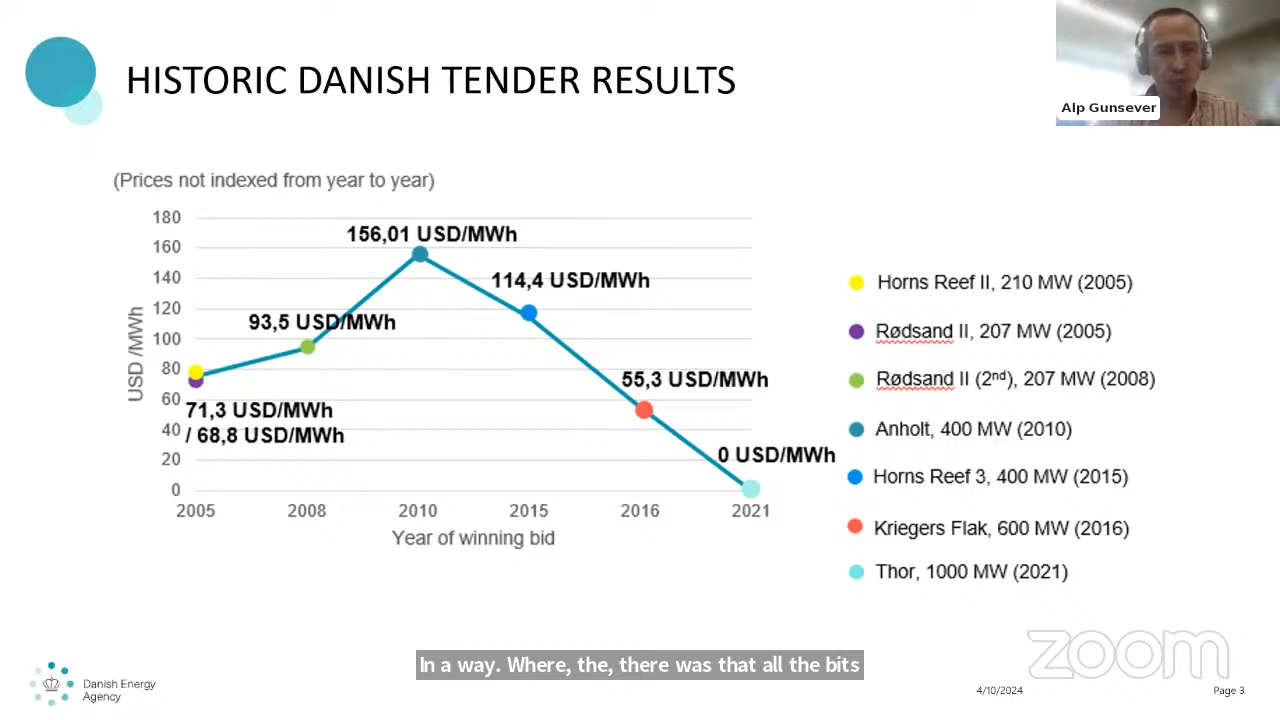 HISTORIC DANISH TENDER RESULTS
Alp Gunsever
(Prices not indexed from year to year)
USD /MWh
180
160
140
120
100
80
60
40
20
0
156,01 USD/MWh
114,4 USD/MWh
93,5 USD/MWh
55,3 USD/MWh
71,3 USD/MWh
/ 68,8 USD/MWh
0 USD/MWh
2005 2008 2010 2015 2016 2021
Year of winning bid
Horns Reef II, 210 MW (2005)
Rødsand II, 207 MW (2005)
Rødsand II (2nd), 207 MW (2008)
Anholt, 400 MW (2010)
Horns Reef 3, 400 MW (2015)
Kriegers Flak, 600 MW (2016)
Thor, 1000 MW (2021)
In a way. Where, the, there was that all the bits
zoom
Danish Energy
Agency
4/10/2024
Page 3